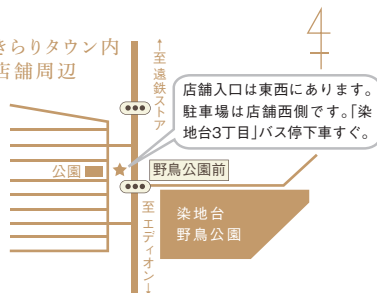 きらりタウン内
店舗周辺
↑至 遠鉄ストア
店舗入口は東西にあります。
駐車場は店舗西側です。「染
地台3丁目」バス停下車すぐ。
公園
野鳥公園前
至 エディオン↓
染地台
野鳥公園